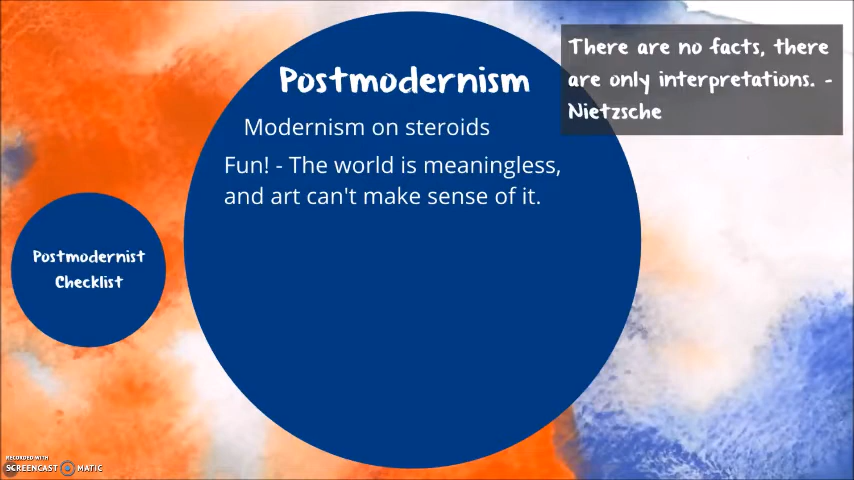 There are no facts, there
are only interpretations. -
Nietzsche
Postmodernism
Modernism on steroids
Fun! - The world is meaningless,
and art can't make sense of it.
Postmodernist
Checklist
RECORDED WITH
SCREENCAST MATIC